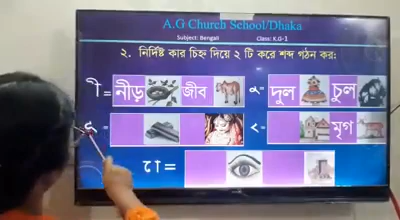 A.G Church School/Dhaka
Subject: Bengali Class: K.G-1
২. নির্দিষ্ট কার চিহ্ন দিয়ে ২ টি করে শব্দ গঠন কর:
ী = নীড় জীব ু = দুল চুল
ূ = ৃ = মৃগ
ো =